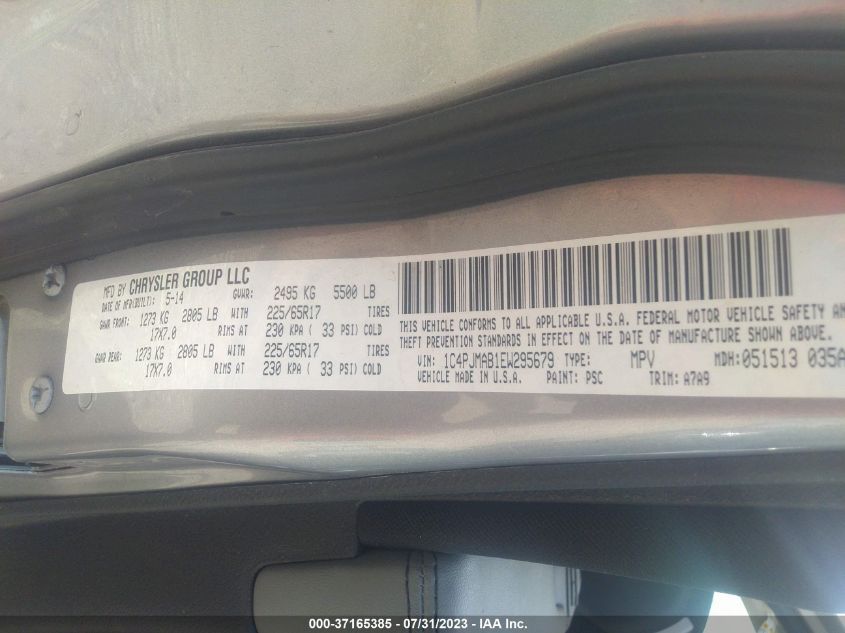 MFD BY CHRYSLER GROUP LLC
DATE OF MFR(BUILT): 5-14 GVWR: 2495 KG 5500 LB
GAWR FRONT: 1273 KG 2805 LB WITH 225/65R17 TIRES
17X7.0 RIMS AT 230 KPA ( 33 PSI) COLD
GAWR REAR: 1273 KG 2805 LB WITH 225/65R17 TIRES
17X7.0 RIMS AT 230 KPA ( 33 PSI) COLD
THIS VEHICLE CONFORMS TO ALL APPLICABLE U.S.A. FEDERAL MOTOR VEHICLE SAFETY AN
THEFT PREVENTION STANDARDS IN EFFECT ON THE DATE OF MANUFACTURE SHOWN ABOVE.
VIN: 1C4PJMAB1EW295679 TYPE: MPV MDH: 051513 035A
VEHICLE MADE IN U.S.A. PAINT: PSC TRIM: A7A9
000-37165385 - 07/31/2023 - IAA Inc.